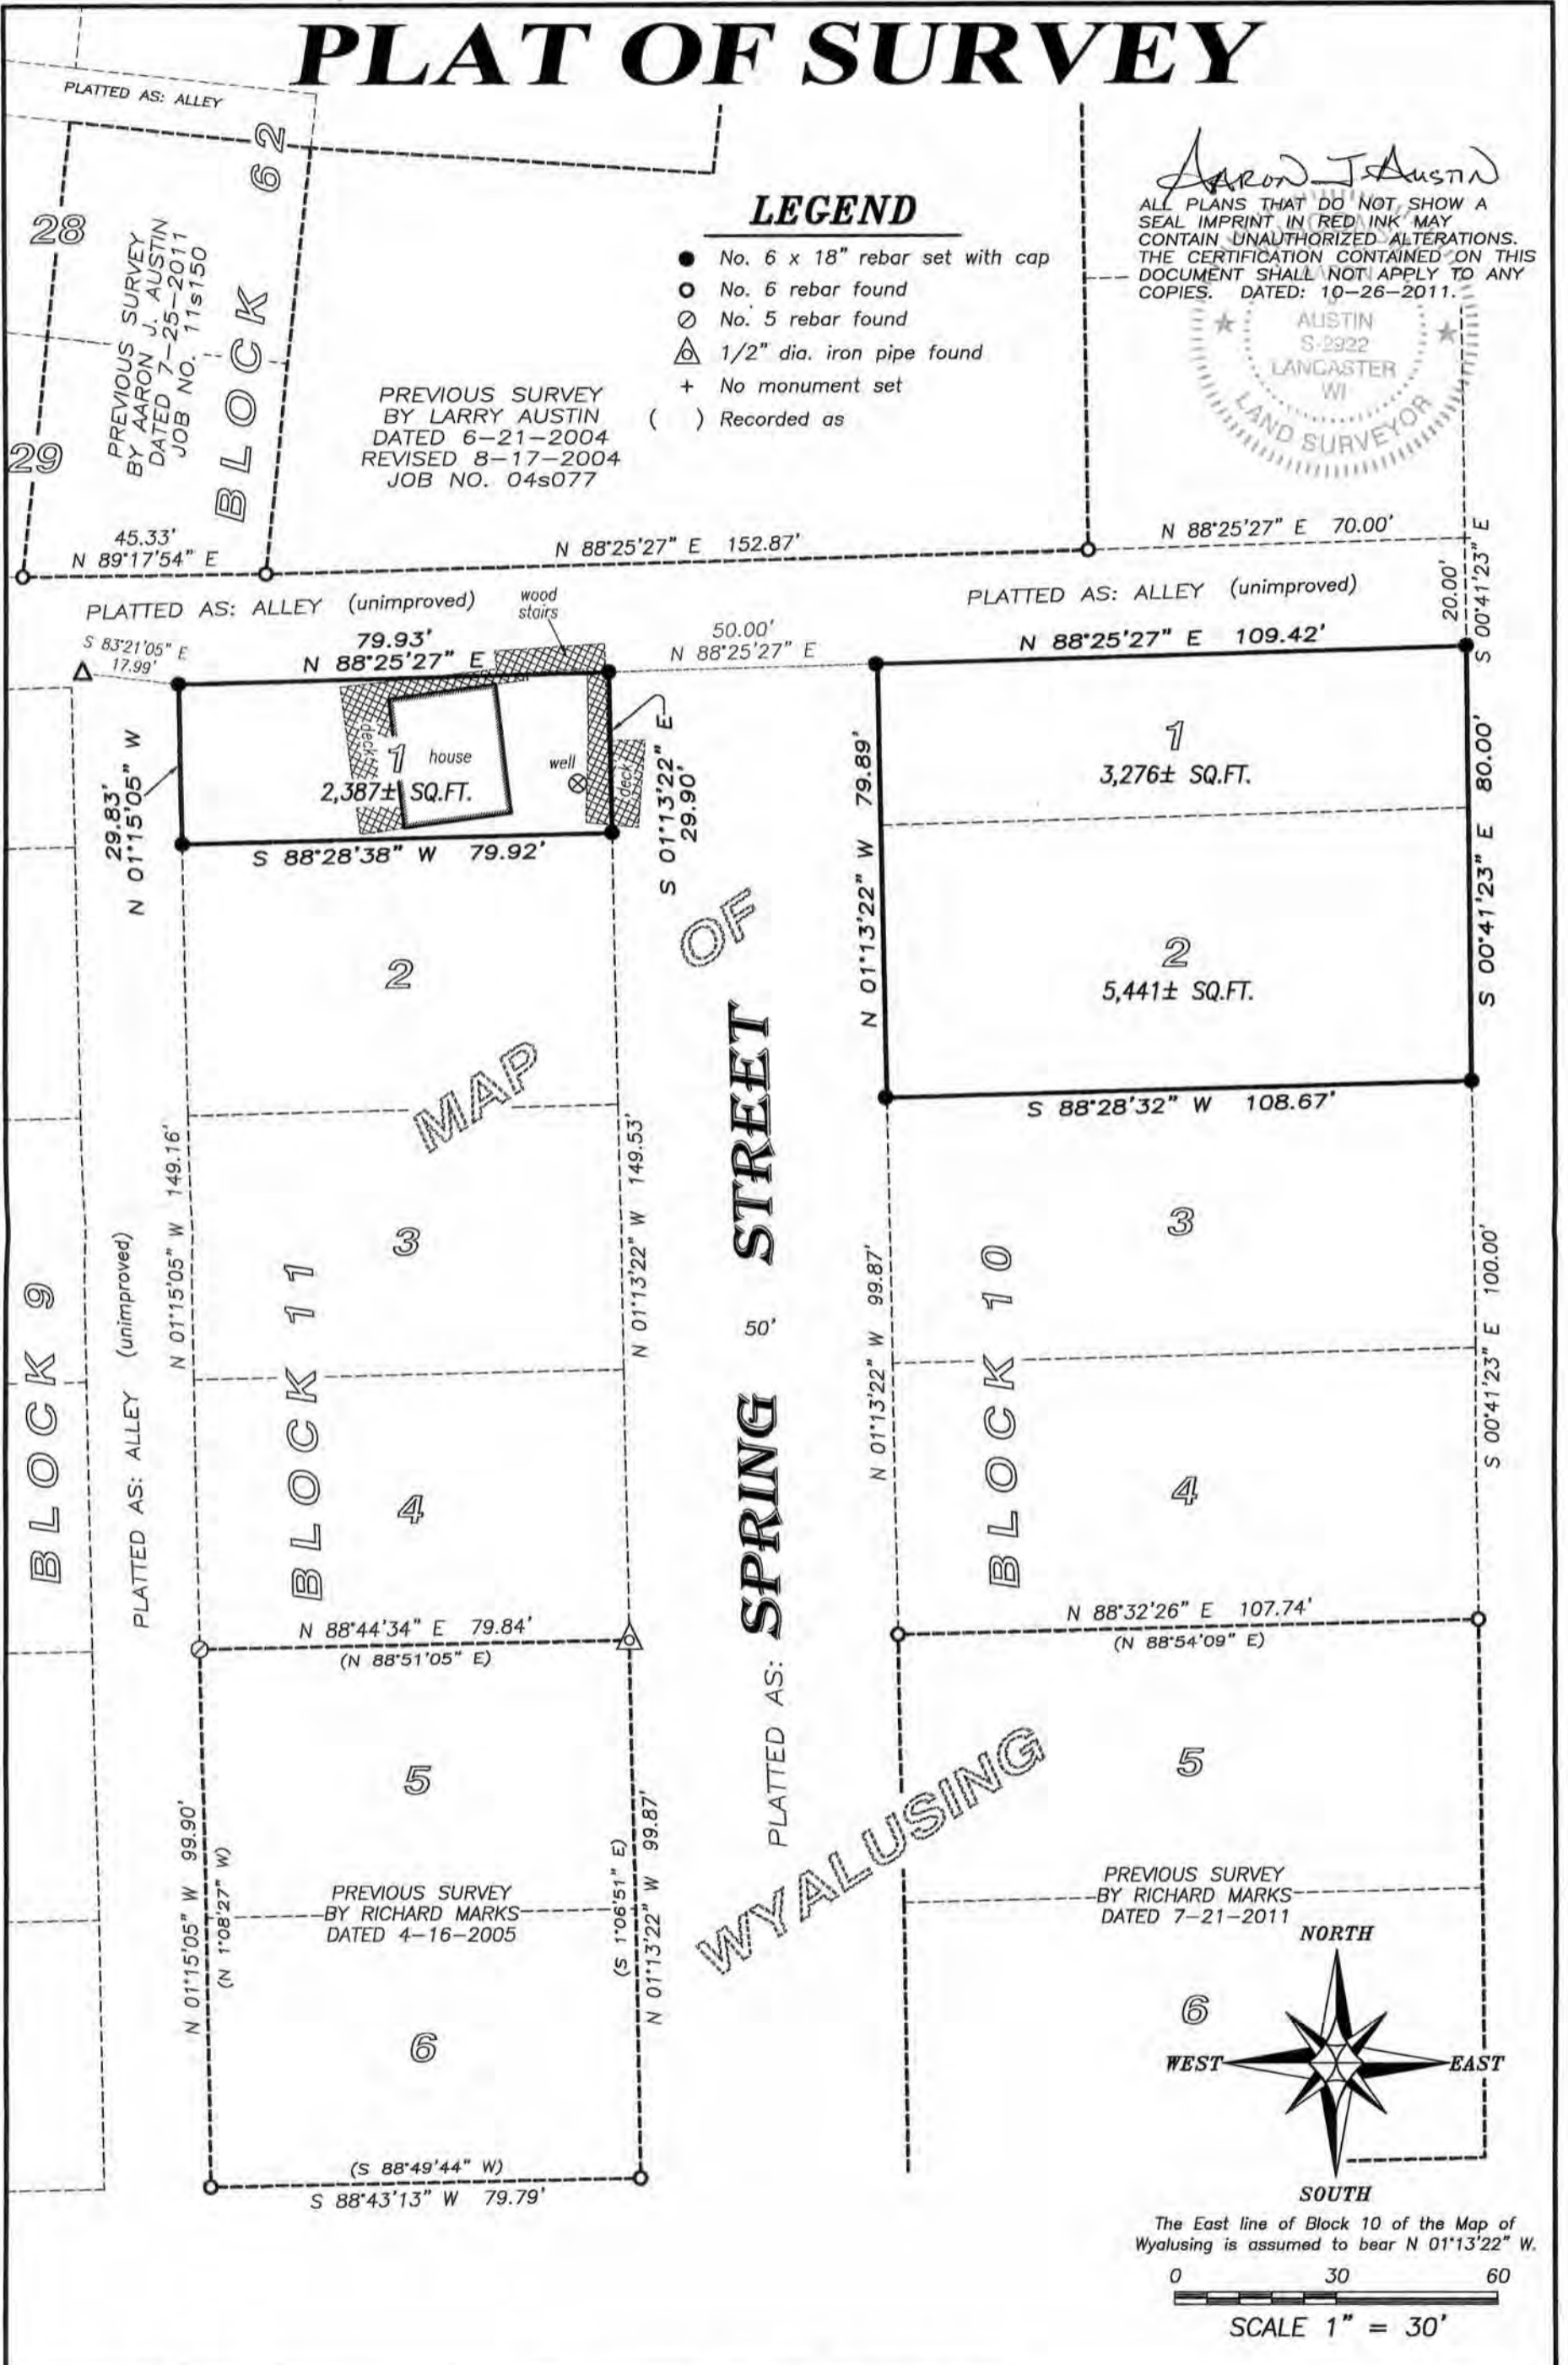 PLAT OF SURVEY
PLATTED AS: ALLEY
BLOCK 62
28
29
PREVIOUS SURVEY
BY AARON J. AUSTIN
DATED 7-25-2011
JOB NO. 11s150
PREVIOUS SURVEY
BY LARRY AUSTIN
DATED 6-21-2004
REVISED 8-17-2004
JOB NO. 04s077
LEGEND
● No. 6 x 18" rebar set with cap
○ No. 6 rebar found
⊘ No. 5 rebar found
1/2" dia. iron pipe found
+ No monument set
( ) Recorded as
AARON J AUSTIN
ALL PLANS THAT DO NOT SHOW A
SEAL IMPRINT IN RED INK MAY
CONTAIN UNAUTHORIZED ALTERATIONS.
THE CERTIFICATION CONTAINED ON THIS
DOCUMENT SHALL NOT APPLY TO ANY
COPIES. DATED: 10-26-2011.
AUSTIN
S-2922
LANCASTER
WI
LAND SURVEYOR
45.33'
N 89°17'54" E
N 88°25'27" E 152.87'
N 88°25'27" E 70.00'
20.00'
S 00°41'23" E
PLATTED AS: ALLEY (unimproved)
wood
stairs
PLATTED AS: ALLEY (unimproved)
S 83°21'05" E
17.99'
79.93'
N 88°25'27" E
50.00'
N 88°25'27" E
N 88°25'27" E 109.42'
29.83'
N 01°15'05" W
deck
1
house
2,387± SQ.FT.
well
deck
S 01°13'22" E
29.90'
S 88°28'38" W 79.92'
N 01°13'22" W 79.89'
1
3,276± SQ.FT.
2
5,441± SQ.FT.
S 00°41'23" E 80.00'
S 88°28'32" W 108.67'
2
MAP
OF
3
4
BLOCK 9
PLATTED AS: ALLEY (unimproved)
N 01°15'05" W 149.16'
BLOCK 11
N 01°13'22" W 149.53'
PLATTED AS: SPRING 50' STREET
N 01°13'22" W 99.87'
BLOCK 10
3
4
S 00°41'23" E 100.00'
N 88°44'34" E 79.84'
(N 88°51'05" E)
N 88°32'26" E 107.74'
(N 88°54'09" E)
5
5
WYALUSING
N 01°15'05" W 99.90'
(N 1°08'27" W)
PREVIOUS SURVEY
BY RICHARD MARKS
DATED 4-16-2005
(S 1°06'51" E)
N 01°13'22" W 99.87'
PREVIOUS SURVEY
BY RICHARD MARKS
DATED 7-21-2011
6
6
NORTH
WEST
EAST
SOUTH
(S 88°49'44" W)
S 88°43'13" W 79.79'
The East line of Block 10 of the Map of
Wyalusing is assumed to bear N 01°13'22" W.
0 30 60
SCALE 1" = 30'